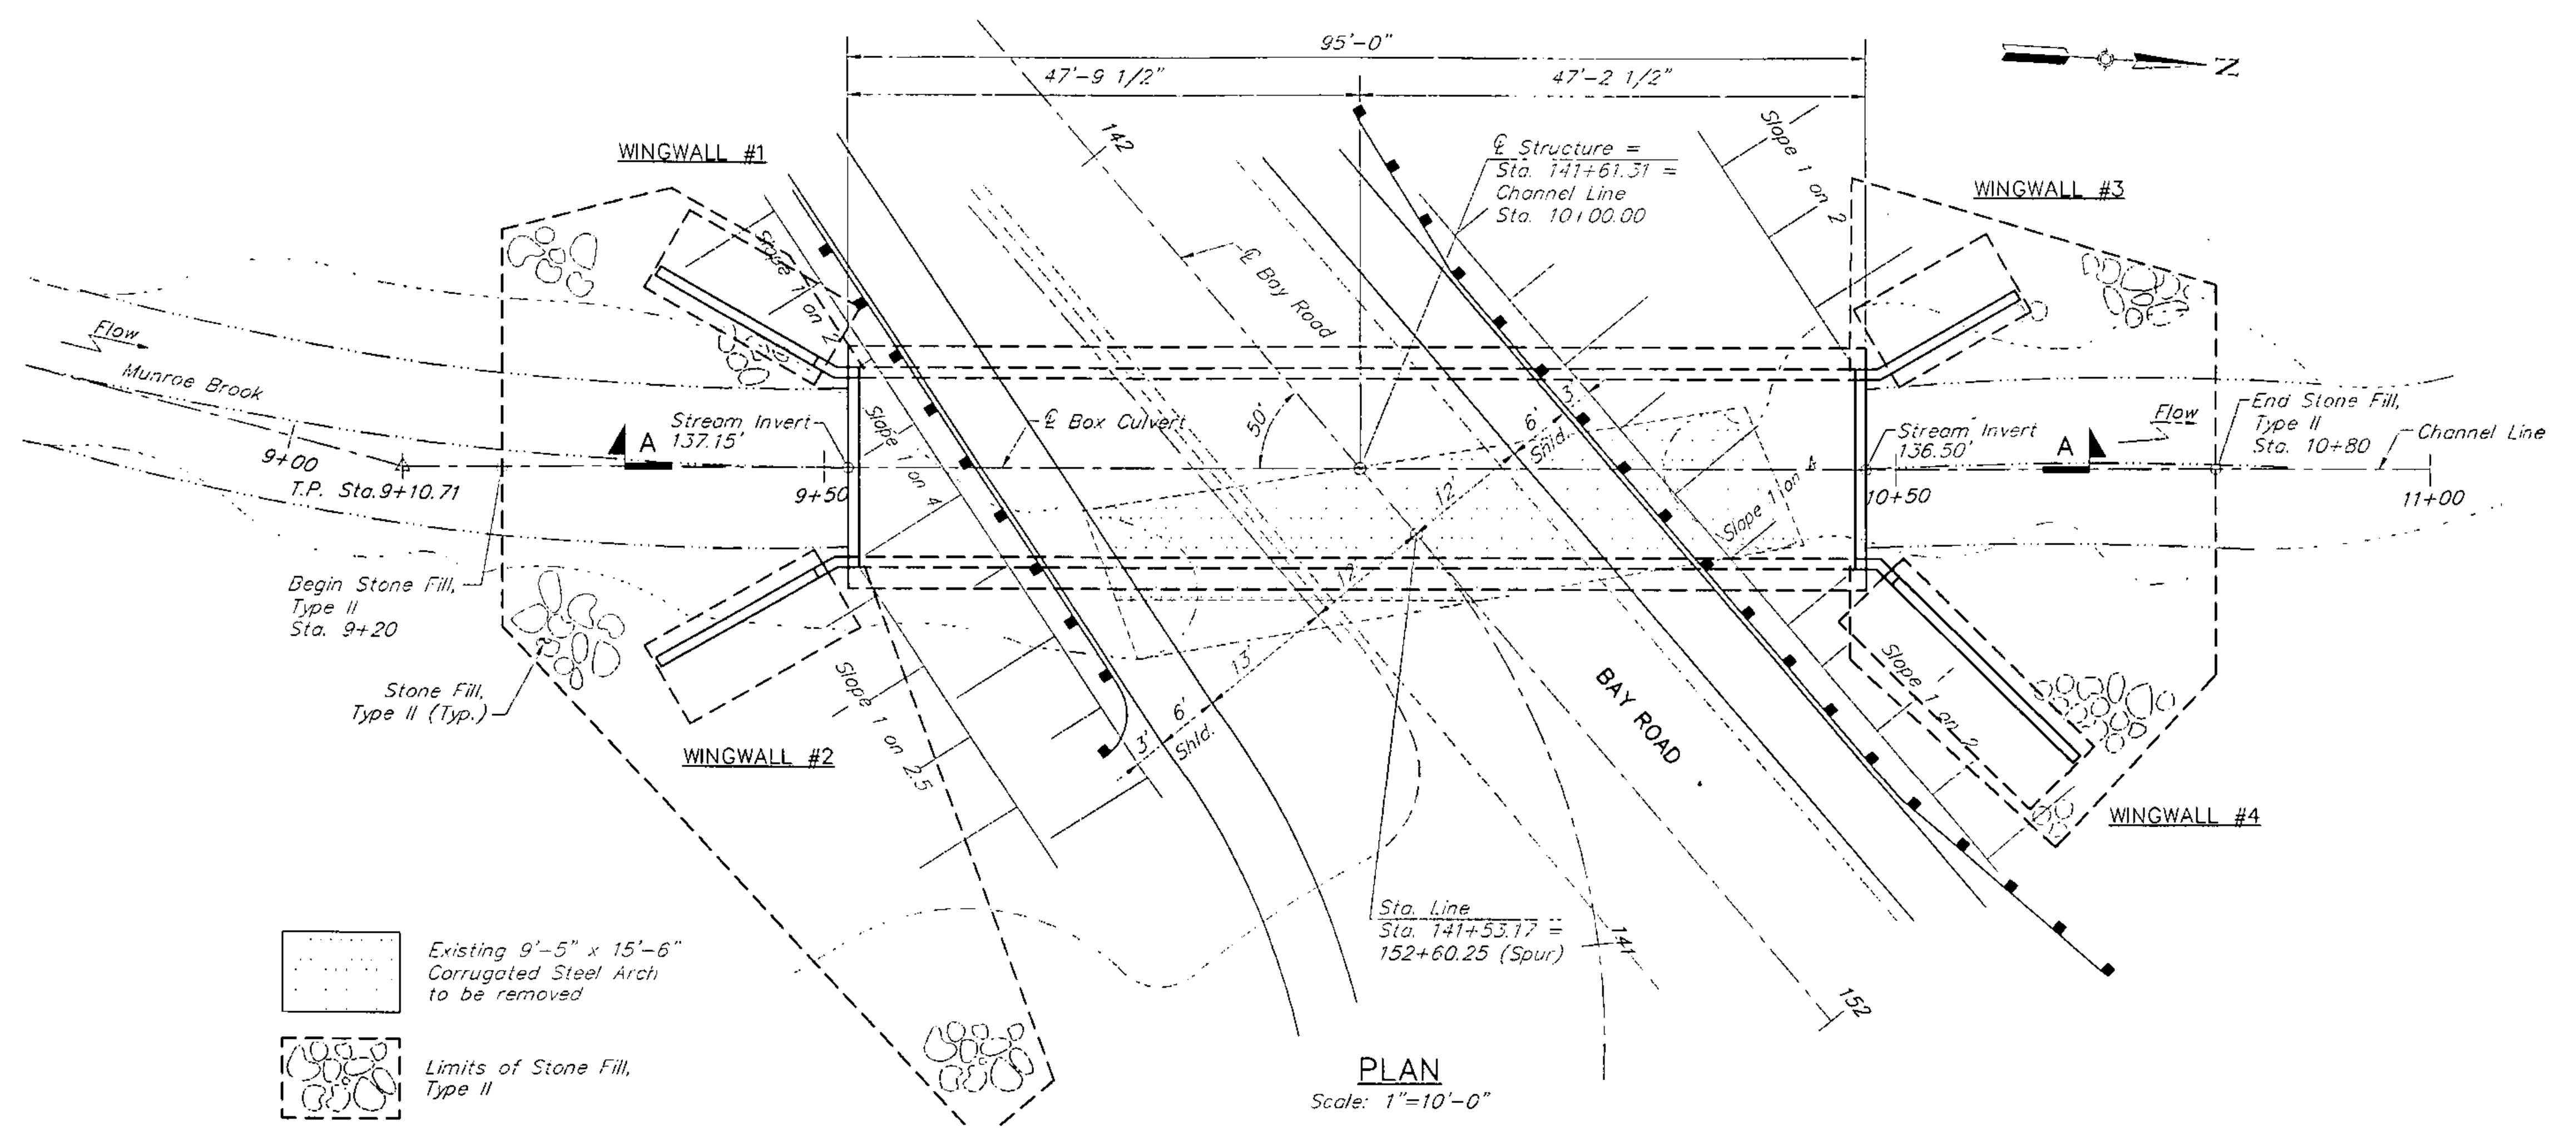 95'-0"
47'-9 1/2"
47'-2 1/2"
N
WINGWALL #1
142
℄ Structure =
Sta. 141+61.31 =
Channel Line
Sta. 10+00.00
Slope 1 on 2
WINGWALL #3
Slope 1 on 2
℄ Bay Road
Flow
Munroe Brook
9+00
T.P. Sta.9+10.71
A
Stream Invert
137.15'
9+50
Slope 1 on 4
℄ Box Culvert
50'
3'
6'
Shld.
12'
Slope 1 on 4
Stream Invert
136.50'
10+50
A
Flow
End Stone Fill,
Type II
Sta. 10+80
Channel Line
11+00
Begin Stone Fill,
Type II
Sta. 9+20
Stone Fill,
Type II (Typ.)
WINGWALL #2
Slope 1 on 2.5
12'
13'
6'
Shld.
3'
BAY ROAD
Slope 1 on 2
WINGWALL #4
Sta. Line
Sta. 141+53.17 =
152+60.25 (Spur)
141
152
Existing 9'-5" x 15'-6"
Corrugated Steel Arch
to be removed
Limits of Stone Fill,
Type II
PLAN
Scale: 1"=10'-0"